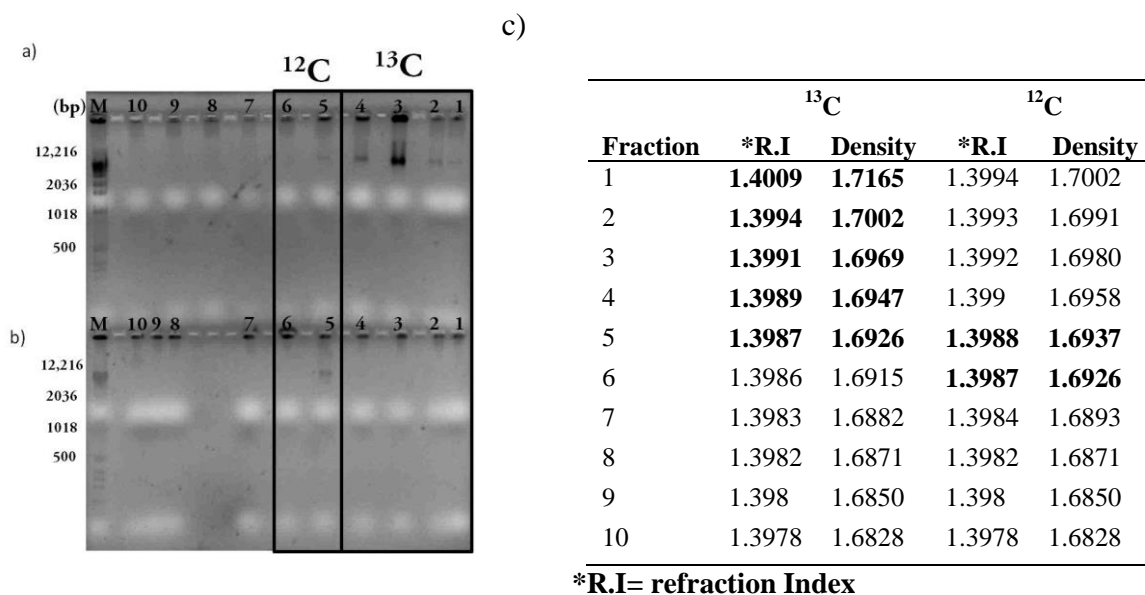 a)
¹²C ¹³C
(bp) M 10 9 8 7 6 5 4 3 2 1
12,216
2036
1018
500
b)
M 10 9 8 7 6 5 4 3 2 1
12,216
2036
1018
500
c)
¹³C ¹²C
Fraction *R.I Density *R.I Density
1 1.4009 1.7165 1.3994 1.7002
2 1.3994 1.7002 1.3993 1.6991
3 1.3991 1.6969 1.3992 1.6980
4 1.3989 1.6947 1.399 1.6958
5 1.3987 1.6926 1.3988 1.6937
6 1.3986 1.6915 1.3987 1.6926
7 1.3983 1.6882 1.3984 1.6893
8 1.3982 1.6871 1.3982 1.6871
9 1.398 1.6850 1.398 1.6850
10 1.3978 1.6828 1.3978 1.6828
*R.I= refraction Index